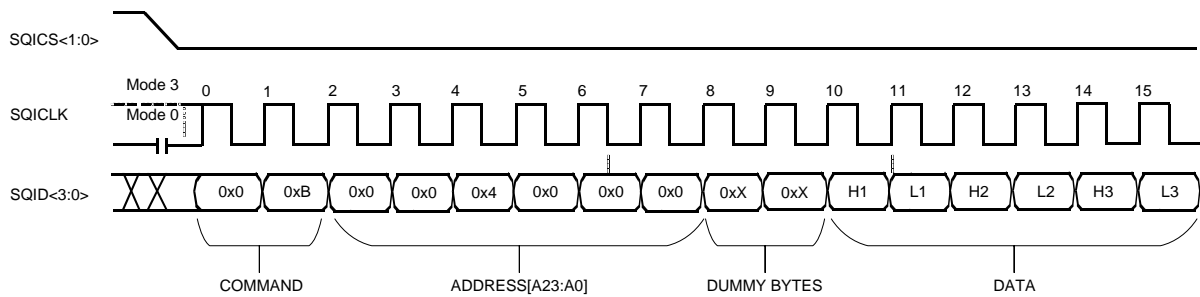 SQICS<1:0>
Mode 3
0 1 2 3 4 5 6 7 8 9 10 11 12 13 14 15
SQICLK
Mode 0
SQID<3:0>
0x0 0xB 0x0 0x0 0x4 0x0 0x0 0x0 0xX 0xX H1 L1 H2 L2 H3 L3
COMMAND ADDRESS[A23:A0] DUMMY BYTES DATA